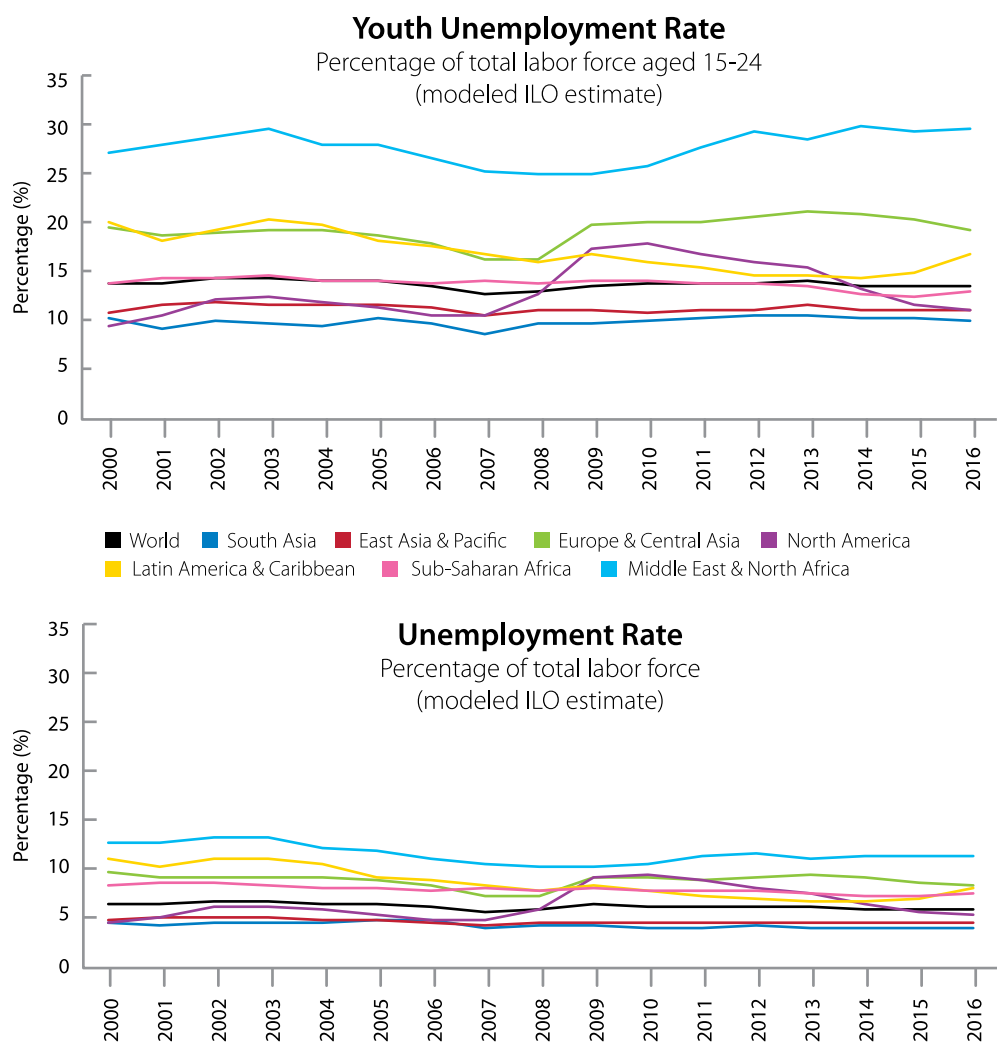 Youth Unemployment Rate
Percentage of total labor force aged 15-24
(modeled ILO estimate)
Percentage (%)
35
30
25
20
15
10
5
0
2000 2001 2002 2003 2004 2005 2006 2007 2008 2009 2010 2011 2012 2013 2014 2015 2016
World South Asia East Asia & Pacific Europe & Central Asia North America
Latin America & Caribbean Sub-Saharan Africa Middle East & North Africa
Unemployment Rate
Percentage of total labor force
(modeled ILO estimate)
Percentage (%)
35
30
25
20
15
10
5
0
2000 2001 2002 2003 2004 2005 2006 2007 2008 2009 2010 2011 2012 2013 2014 2015 2016